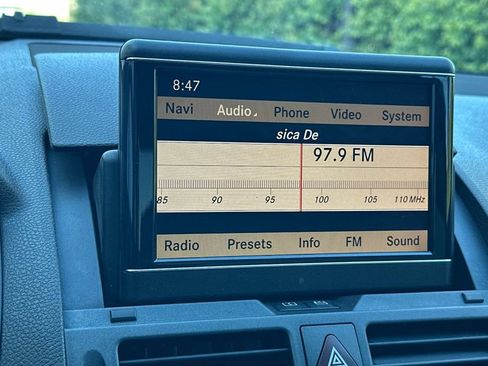 8:47
Navi Audio Phone Video System
sica De
97.9 FM
85 90 95 100 105 110 MHz
Radio Presets Info FM Sound